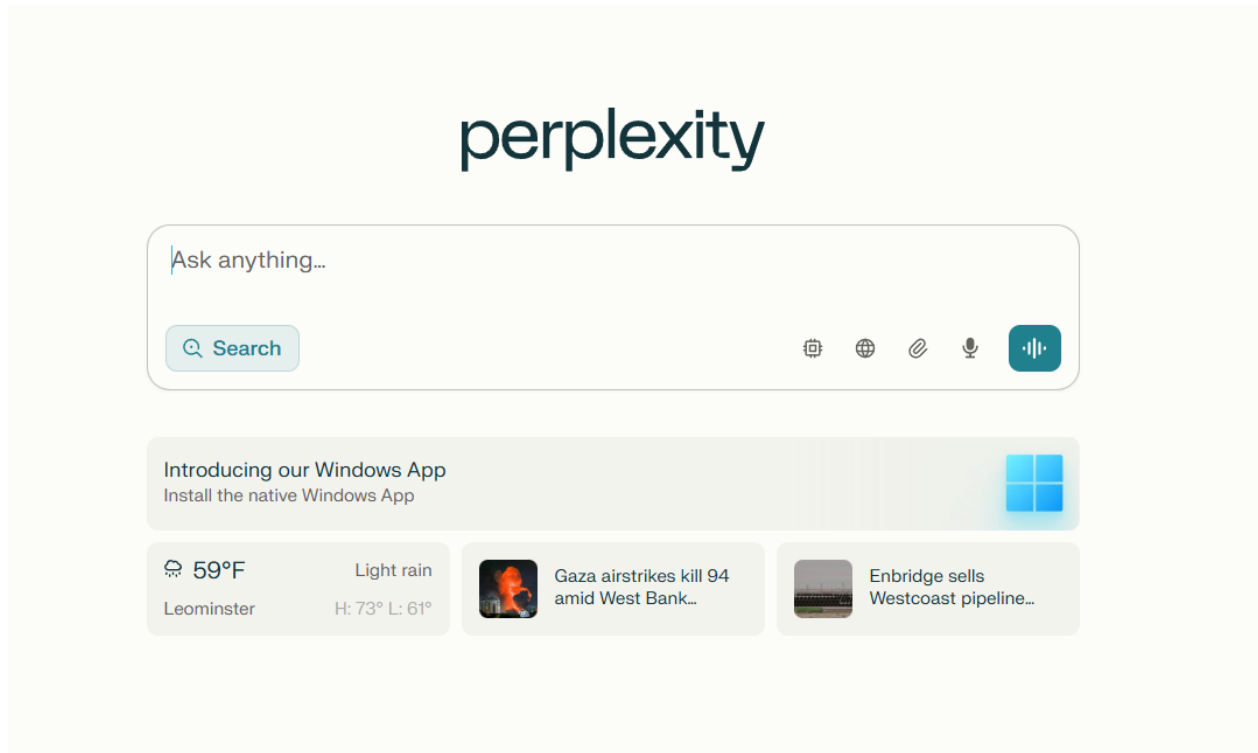 perplexity
Ask anything…
Search
Introducing our Windows App
Install the native Windows App
59°F
Light rain
Leominster
H: 73° L: 61°
Gaza airstrikes kill 94
amid West Bank…
Enbridge sells
Westcoast pipeline…